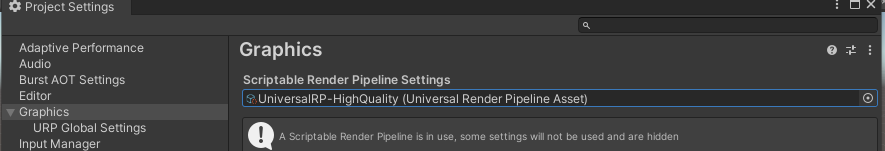 Project Settings
Adaptive Performance
Audio
Burst AOT Settings
Editor
Graphics
URP Global Settings
Input Manager
Graphics
Scriptable Render Pipeline Settings
UniversalRP-HighQuality (Universal Render Pipeline Asset)
A Scriptable Render Pipeline is in use, some settings will not be used and are hidden